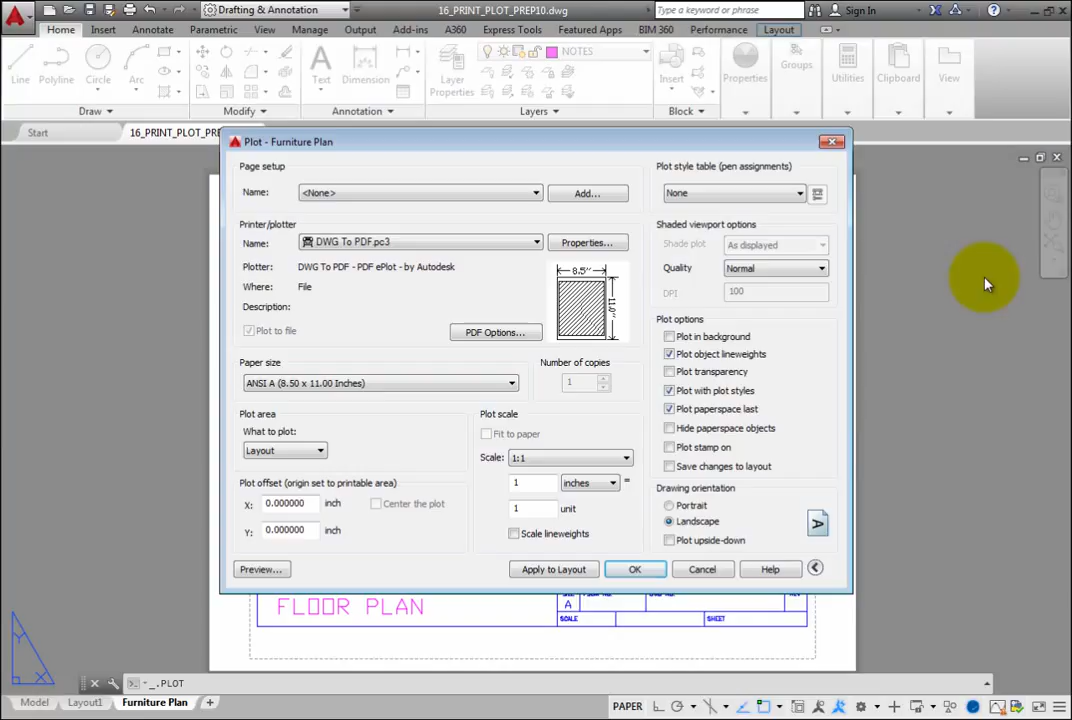 Drafting & Annotation
16_PRINT_PLOT_PREP10.dwg
Type a keyword or phrase
Sign In
Home Insert Annotate Parametric View Manage Output Add-ins A360 Express Tools Featured Apps BIM 360 Performance Layout
NOTES
Line Polyline Circle Arc Text Dimension Layer Properties Insert Properties Groups Utilities Clipboard View
Draw Modify Annotation Layers Block
Start 16_PRINT_PLOT_PRE
Plot - Furniture Plan
Page setup
Name: <None> Add...
Plot style table (pen assignments)
None
Printer/plotter
Name: DWG To PDF.pc3 Properties...
Plotter: DWG To PDF - PDF ePlot - by Autodesk
Where: File
Description:
Plot to file
PDF Options...
8.5''
11.0''
Shaded viewport options
Shade plot As displayed
Quality Normal
DPI 100
Paper size
ANSI A (8.50 x 11.00 Inches)
Number of copies
1
Plot area
What to plot:
Layout
Plot scale
Fit to paper
Scale: 1:1
1 inches =
1 unit
Scale lineweights
Plot offset (origin set to printable area)
X: 0.000000 inch Center the plot
Y: 0.000000 inch
Plot options
Plot in background
Plot object lineweights
Plot transparency
Plot with plot styles
Plot paperspace last
Hide paperspace objects
Plot stamp on
Save changes to layout
Drawing orientation
Portrait
Landscape
Plot upside-down
A
Preview... Apply to Layout OK Cancel Help
FLOOR PLAN
A
SCALE SHEET
Y
X
_.PLOT
Model Layout1 Furniture Plan +
PAPER